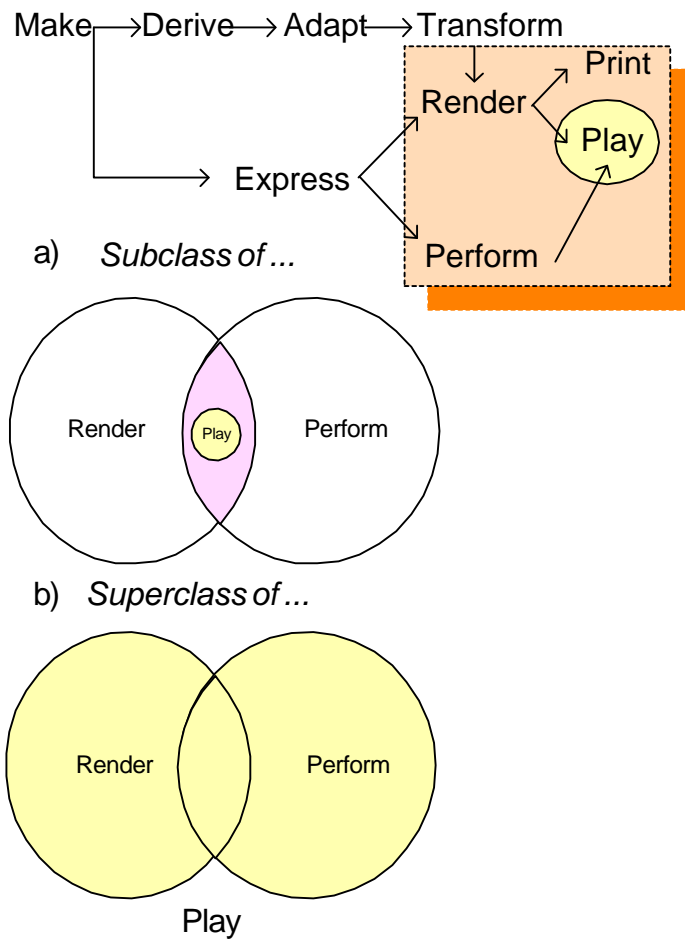 Make Derive Adapt Transform
Print
Render
Play
Express
Perform
a) Subclass of ...
Render Play Perform
b) Superclass of ...
Render Perform
Play